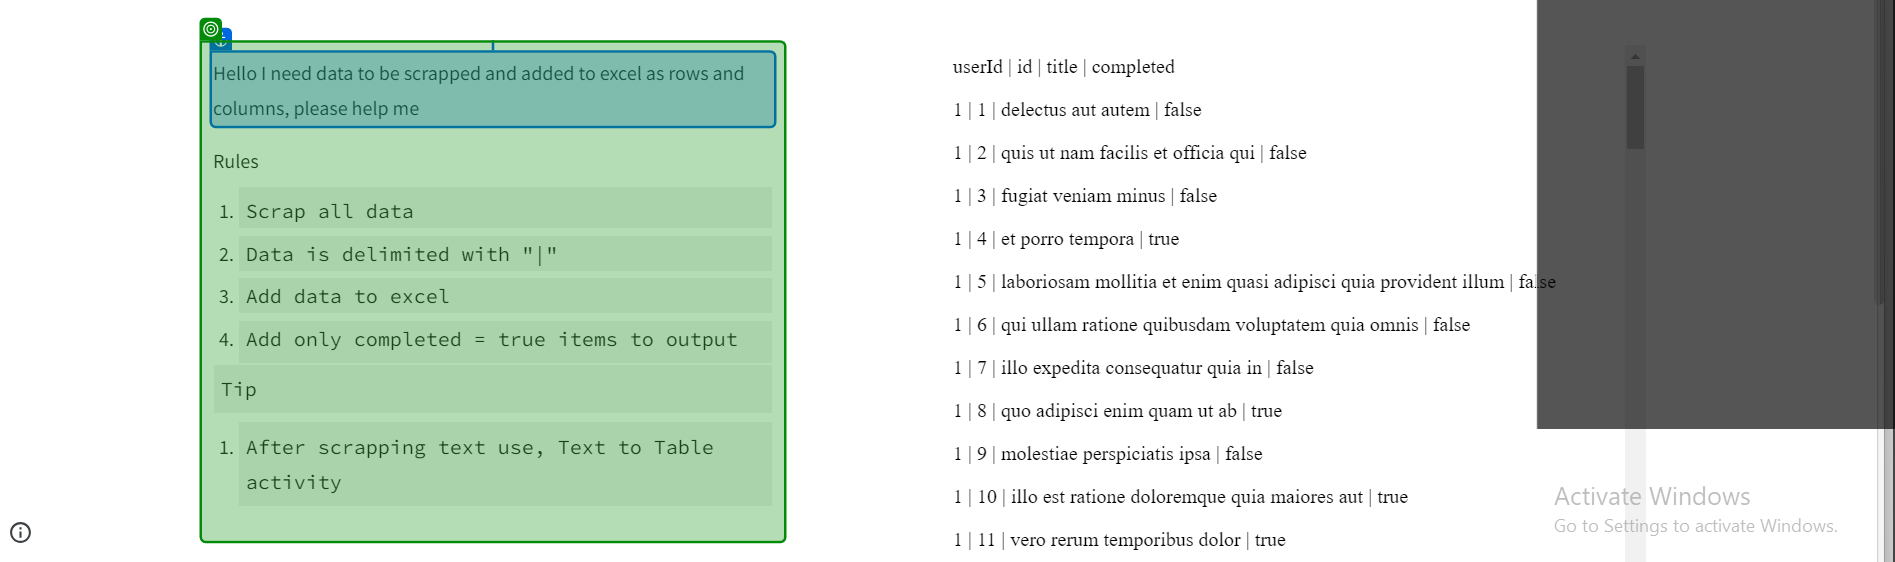 Hello I need data to be scrapped and added to excel as rows and
columns, please help me
Rules
1. Scrap all data
2. Data is delimited with "|"
3. Add data to excel
4. Add only completed = true items to output
Tip
1. After scrapping text use, Text to Table
activity
userId | id | title | completed
1 | 1 | delectus aut autem | false
1 | 2 | quis ut nam facilis et officia qui | false
1 | 3 | fugiat veniam minus | false
1 | 4 | et porro tempora | true
1 | 5 | laboriosam mollitia et enim quasi adipisci quia provident illum | false
1 | 6 | qui ullam ratione quibusdam voluptatem quia omnis | false
1 | 7 | illo expedita consequatur quia in | false
1 | 8 | quo adipisci enim quam ut ab | true
1 | 9 | molestiae perspiciatis ipsa | false
1 | 10 | illo est ratione doloremque quia maiores aut | true
1 | 11 | vero rerum temporibus dolor | true
Activate Windows
Go to Settings to activate Windows.